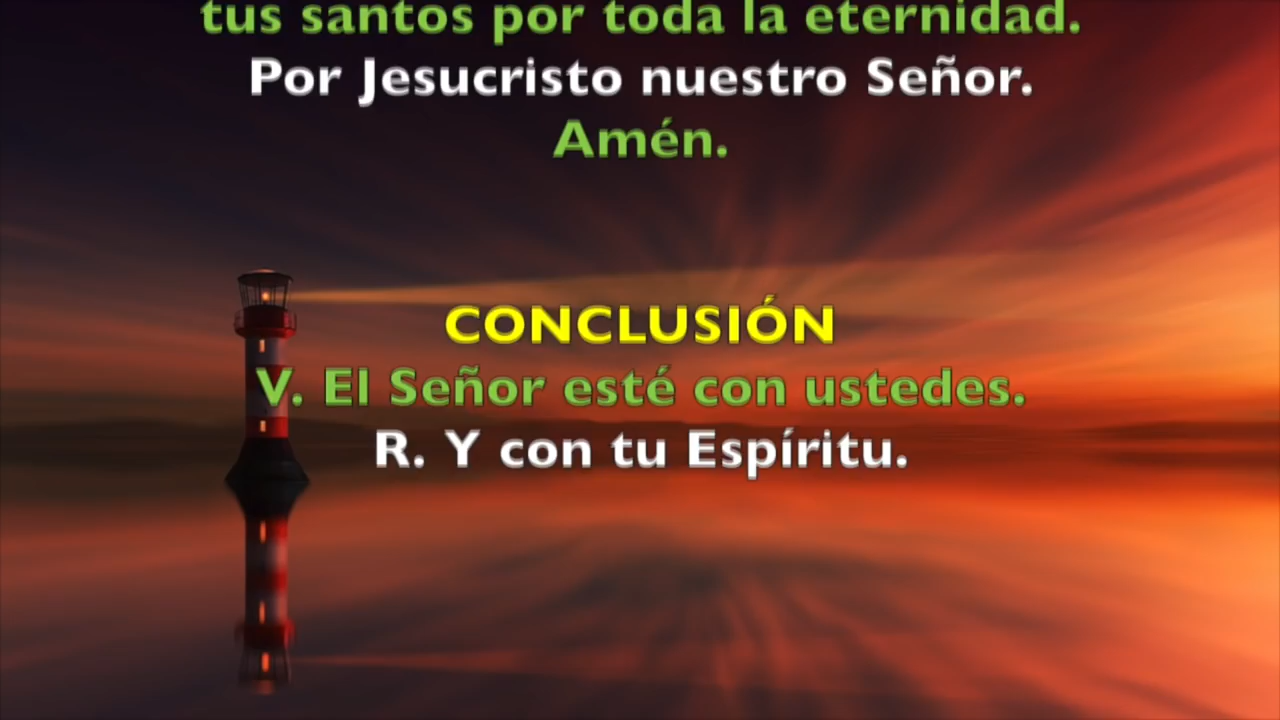 tus santos por toda la eternidad.
Por Jesucristo nuestro Señor.
Amén.
CONCLUSIÓN
V. El Señor esté con ustedes.
R. Y con tu Espíritu.